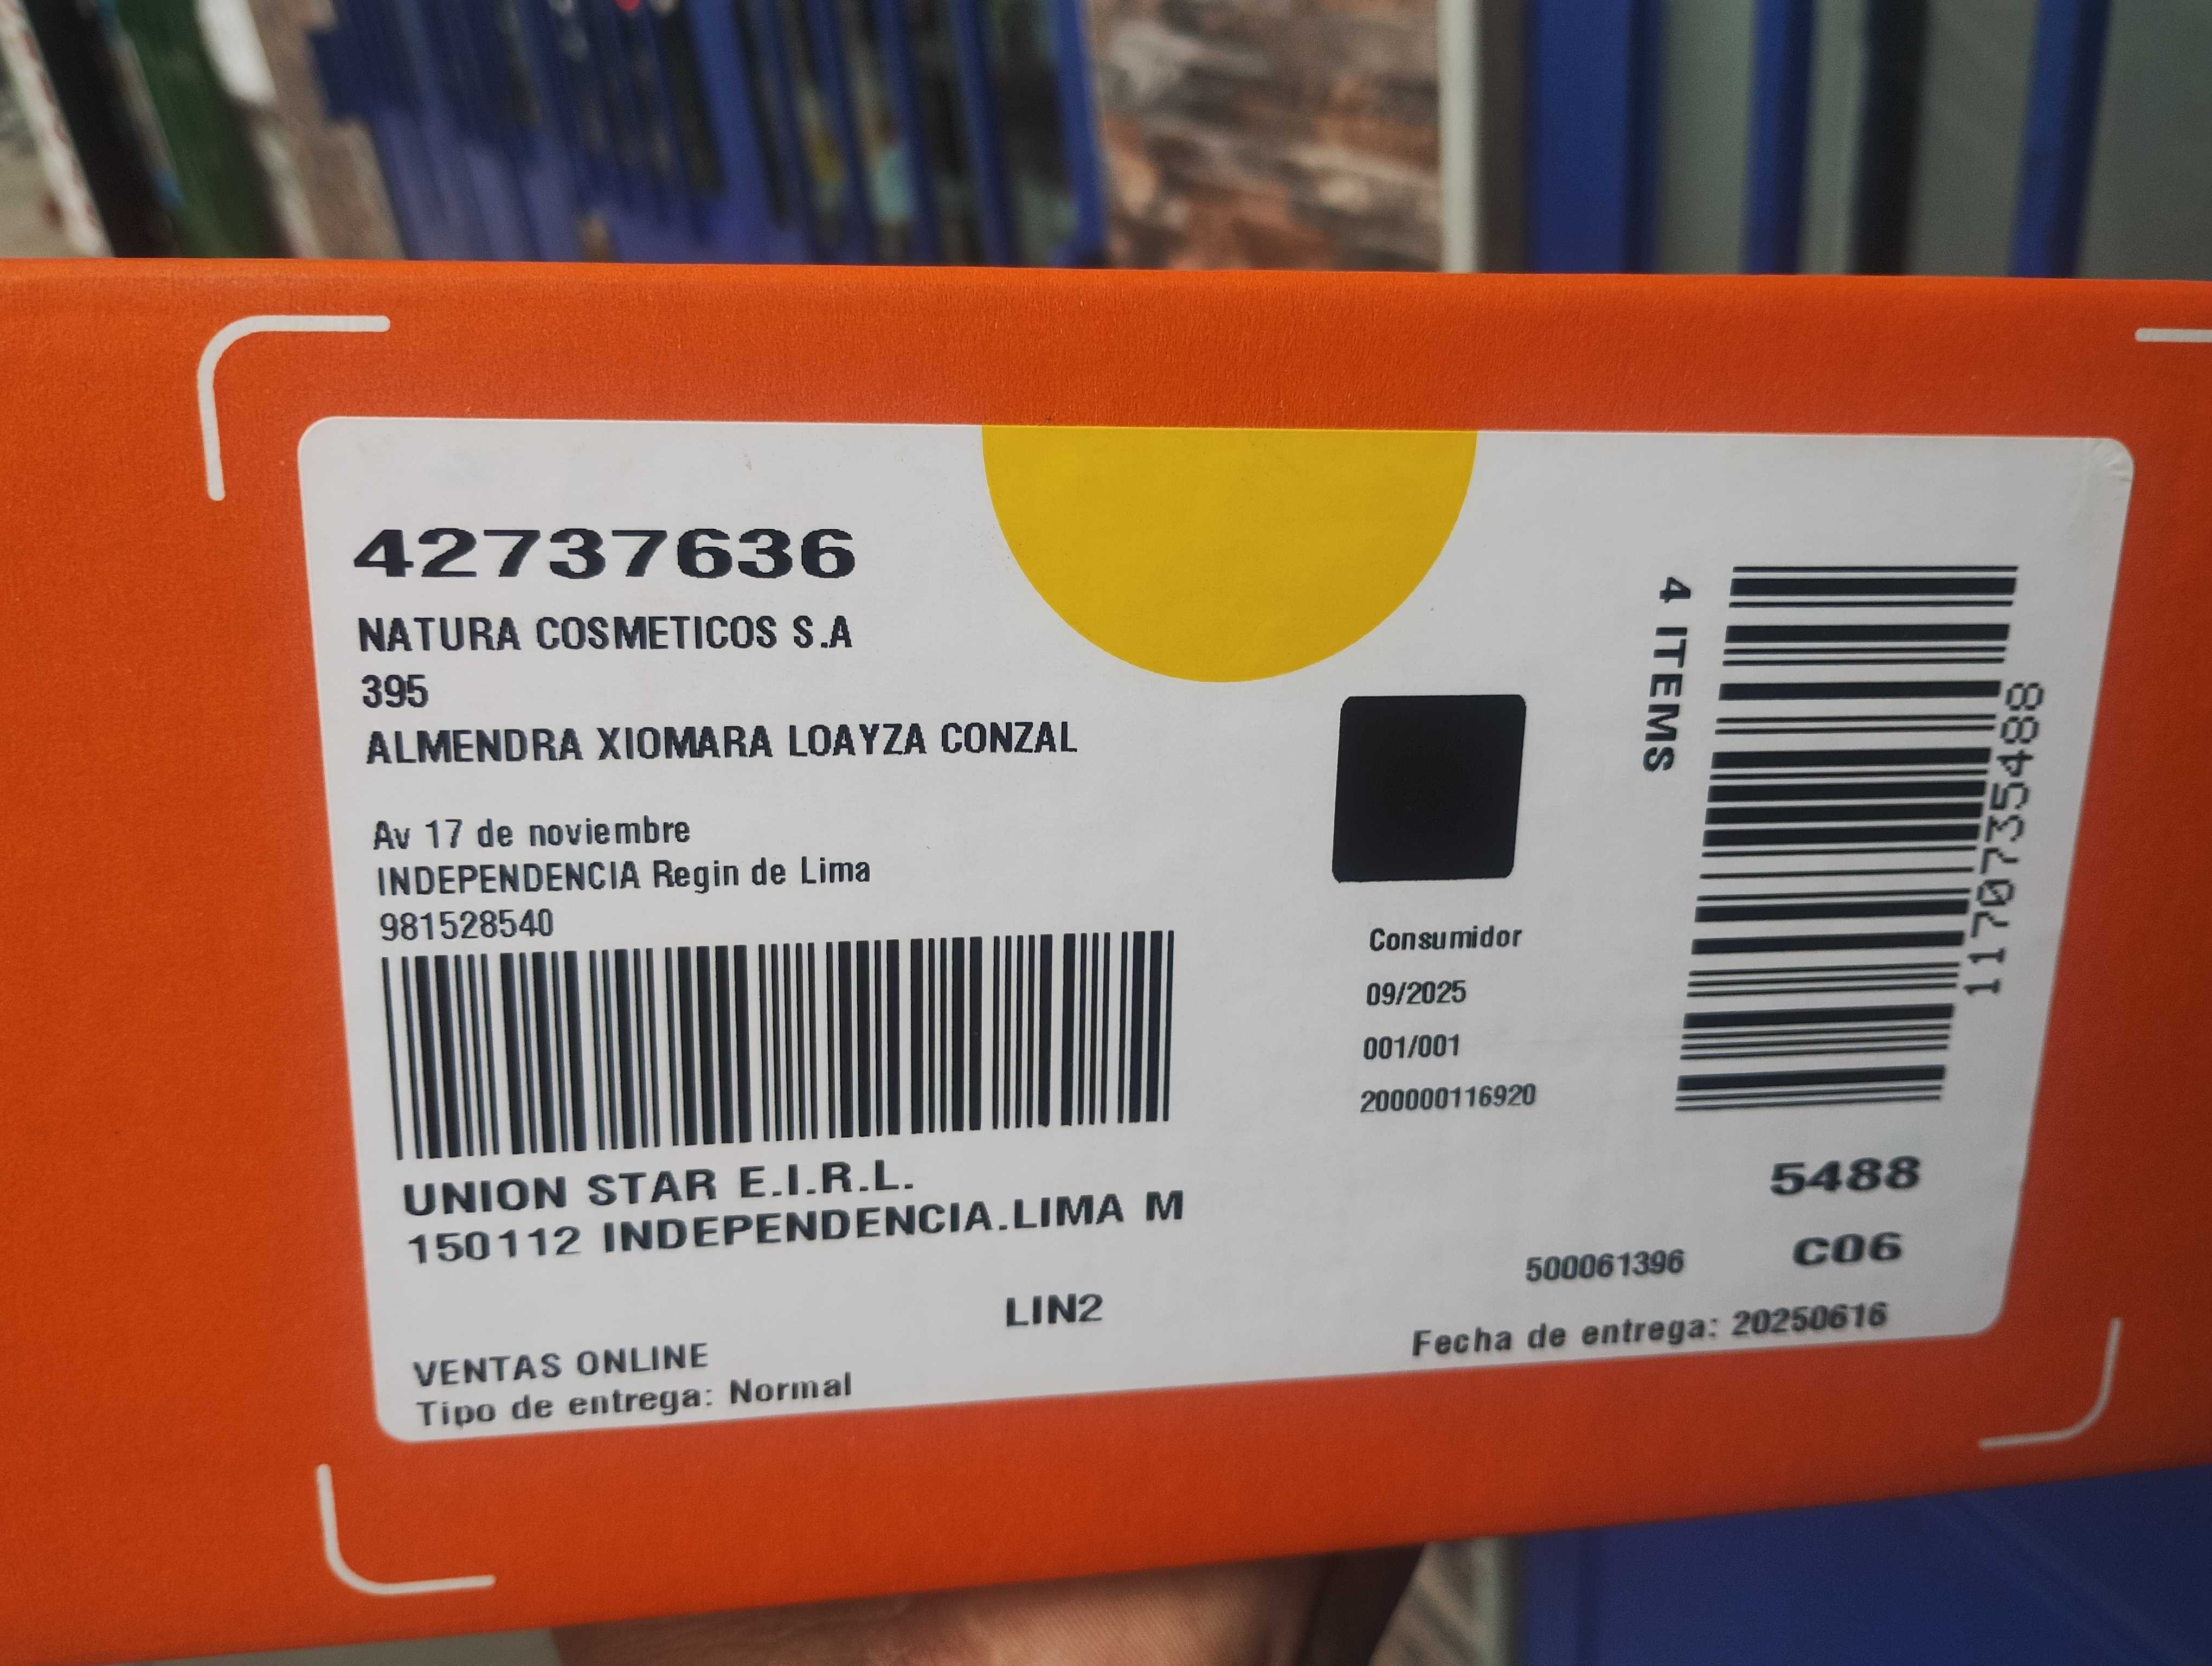 42737636
NATURA COSMETICOS S.A
395
ALMENDRA XIOMARA LOAYZA CONZAL
Av 17 de noviembre
INDEPENDENCIA Regin de Lima
981528540
UNION STAR E.I.R.L.
150112 INDEPENDENCIA.LIMA M
LIN2
VENTAS ONLINE
Tipo de entrega: Normal
Consumidor
09/2025
001/001
200000116920
4 ITEMS
1170735488
5488
C06
500061396
Fecha de entrega: 20250616